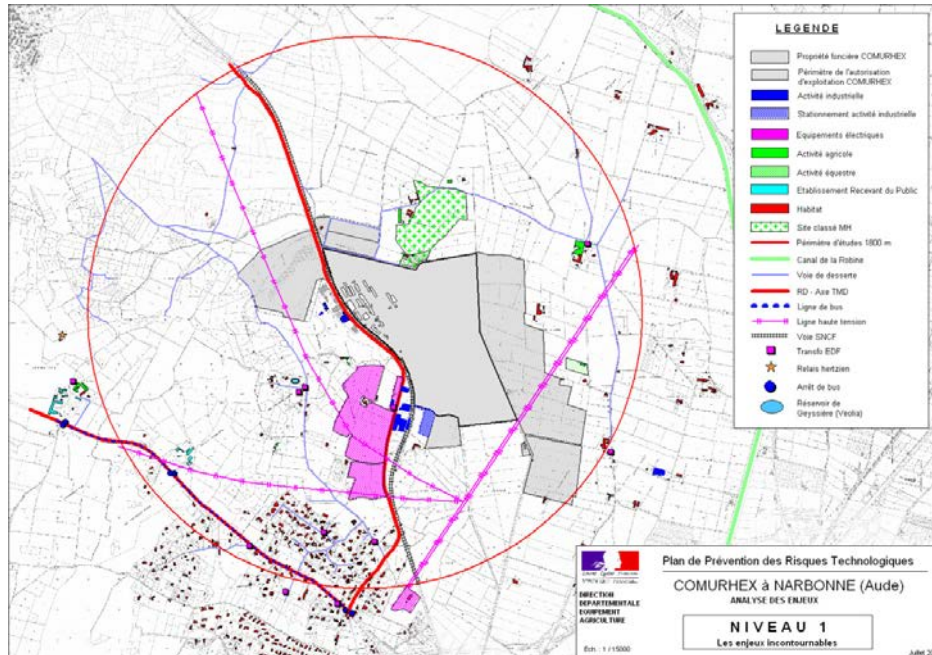 LEGENDE
Propriété foncière COMURHEX
Périmètre de l'autorisation
d'exploitation COMURHEX
Activité industrielle
Stationnement activité industrielle
Equipements électriques
Activité agricole
Activité équestre
Etablissement Recevant du Public
Habitat
Site classé MH
Périmètre d'études 1800 m
Canal de la Robine
Voie de desserte
RD - Axe TMD
Ligne de bus
Ligne haute tension
Voie SNCF
Transfo EDF
Relais hertzien
Arrêt de bus
Réservoir de
Geyssière (Véolia)
DIRECTION
DEPARTEMENTALE
EQUIPEMENT
AGRICULTURE
Ech. : 1 / 15000
Plan de Prévention des Risques Technologiques
COMURHEX à NARBONNE (Aude)
ANALYSE DES ENJEUX
NIVEAU 1
Les enjeux incontournables
Juillet